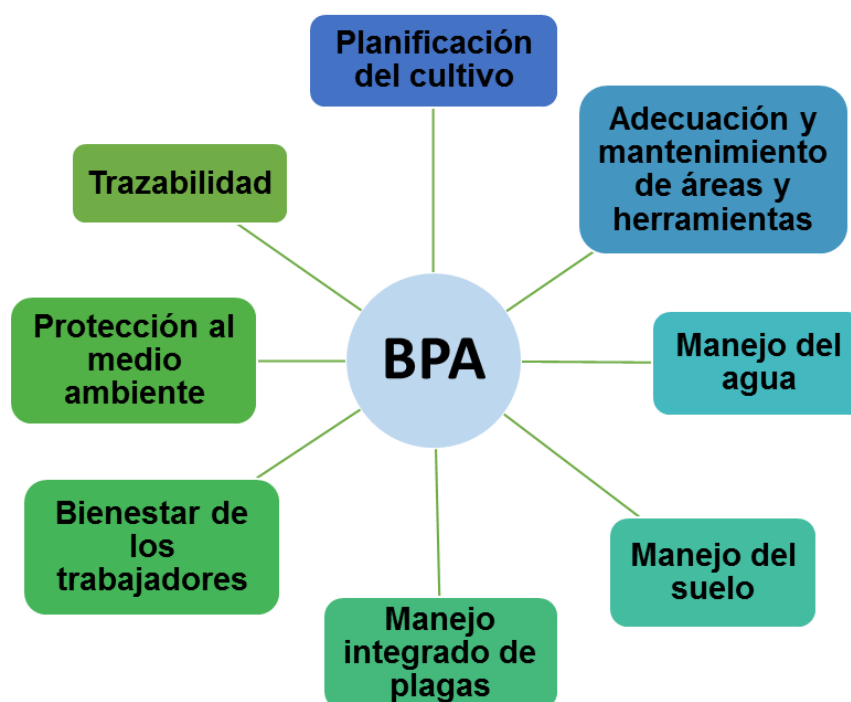 Planificación
del cultivo
Adecuación y
mantenimiento
de áreas y
herramientas
Trazabilidad
Protección al
medio
ambiente
BPA
Manejo del
agua
Bienestar de
los
trabajadores
Manejo del
suelo
Manejo
integrado de
plagas